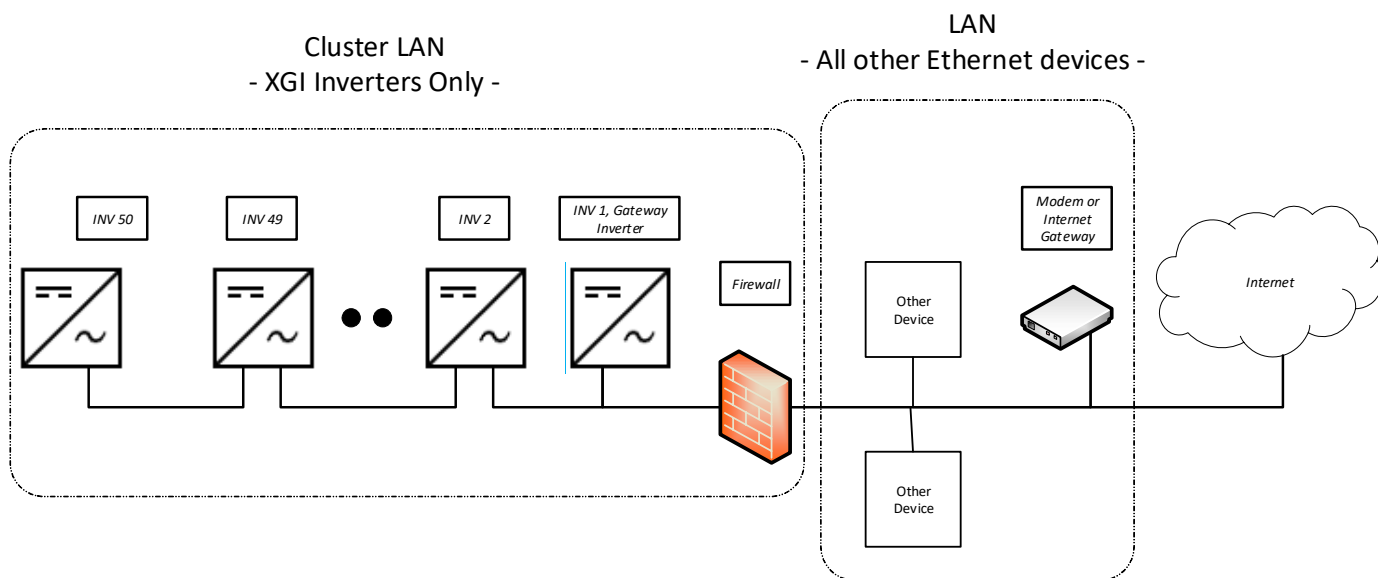 Cluster LAN
- XGI Inverters Only -
LAN
- All other Ethernet devices -
INV 50
INV 49
INV 2
INV 1, Gateway
Inverter
Firewall
Other
Device
Modem or
Internet
Gateway
Internet
Other
Device